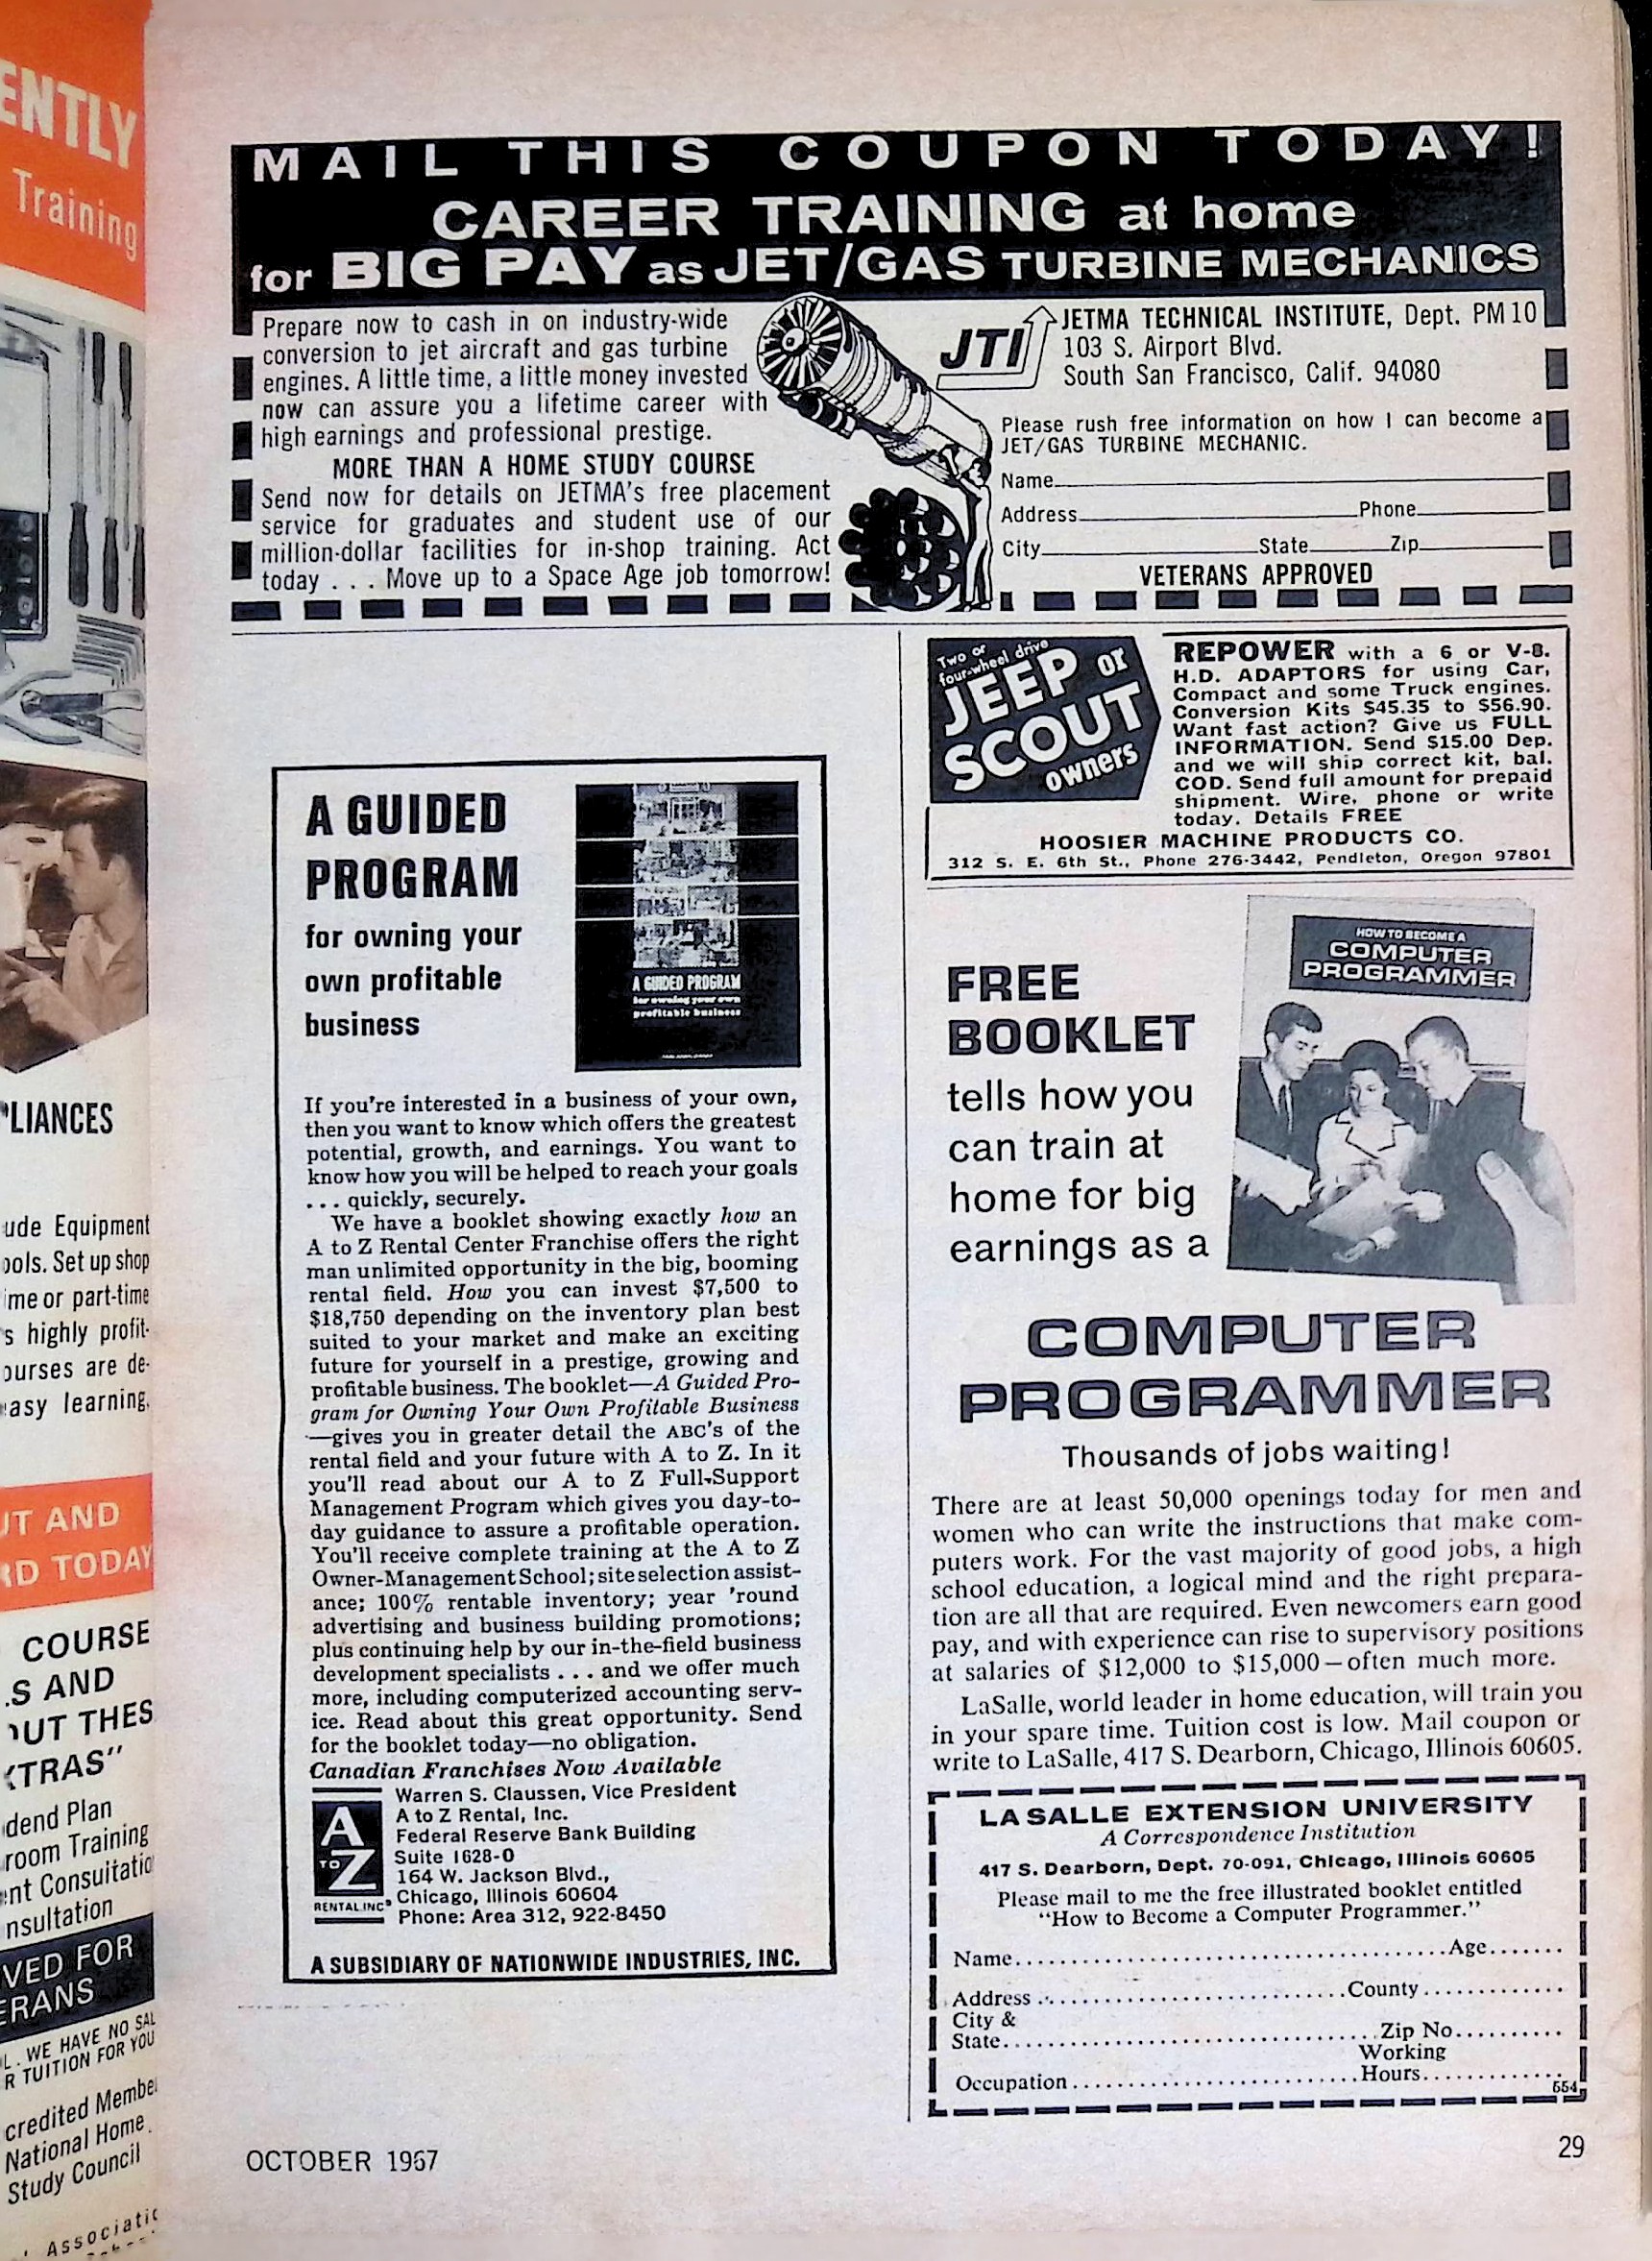 ENTLY
Training
LIANCES
ude Equipment
ools. Set up shop
ime or part-time
s highly profit-
ourses are de-
easy learning.
UT AND
RD TODAY
COURSE
S AND
OUT THES
XTRAS"
dend Plan
room Training
ent Consultatio
nsultation
VED FOR
ERANS
L. WE HAVE NO SAL
R TUITION FOR YOU
credited Membe
National Home
Study Council
Associatio
MAIL THIS COUPON TODAY!
CAREER TRAINING at home
for BIG PAY as JET/GAS TURBINE MECHANICS
Prepare now to cash in on industry-wide
conversion to jet aircraft and gas turbine
engines. A little time, a little money invested
now can assure you a lifetime career with
high earnings and professional prestige.
MORE THAN A HOME STUDY COURSE
Send now for details on JETMA's free placement
service for graduates and student use of our
million-dollar facilities for in-shop training. Act
today . . . Move up to a Space Age job tomorrow!
JTI
JETMA TECHNICAL INSTITUTE, Dept. PM 10
103 S. Airport Blvd.
South San Francisco, Calif. 94080
Please rush free information on how I can become a
JET/GAS TURBINE MECHANIC.
Name
Address Phone
City State Zip
VETERANS APPROVED
A GUIDED
PROGRAM
for owning your
own profitable
business
A GUIDED PROGRAM
for owning your own
profitable business
If you're interested in a business of your own,
then you want to know which offers the greatest
potential, growth, and earnings. You want to
know how you will be helped to reach your goals
. . . quickly, securely.
We have a booklet showing exactly how an
A to Z Rental Center Franchise offers the right
man unlimited opportunity in the big, booming
rental field. How you can invest $7,500 to
$18,750 depending on the inventory plan best
suited to your market and make an exciting
future for yourself in a prestige, growing and
profitable business. The booklet—A Guided Pro-
gram for Owning Your Own Profitable Business
—gives you in greater detail the ABC's of the
rental field and your future with A to Z. In it
you'll read about our A to Z Full-Support
Management Program which gives you day-to-
day guidance to assure a profitable operation.
You'll receive complete training at the A to Z
Owner-Management School; site selection assist-
ance; 100% rentable inventory; year 'round
advertising and business building promotions;
plus continuing help by our in-the-field business
development specialists . . . and we offer much
more, including computerized accounting serv-
ice. Read about this great opportunity. Send
for the booklet today—no obligation.
Canadian Franchises Now Available
A TO Z
RENTAL INC.
Warren S. Claussen, Vice President
A to Z Rental, Inc.
Federal Reserve Bank Building
Suite 1628-O
164 W. Jackson Blvd.,
Chicago, Illinois 60604
Phone: Area 312, 922-8450
A SUBSIDIARY OF NATIONWIDE INDUSTRIES, INC.
Two or
four-wheel drive
JEEP or
SCOUT
owners
REPOWER with a 6 or V-8.
H.D. ADAPTORS for using Car,
Compact and some Truck engines.
Conversion Kits $45.35 to $56.90.
Want fast action? Give us FULL
INFORMATION. Send $15.00 Dep.
and we will ship correct kit, bal.
COD. Send full amount for prepaid
shipment. Wire, phone or write
today. Details FREE
HOOSIER MACHINE PRODUCTS CO.
312 S. E. 6th St., Phone 276-3442, Pendleton, Oregon 97801
FREE
BOOKLET
tells how you
can train at
home for big
earnings as a
HOW TO BECOME A
COMPUTER
PROGRAMMER
COMPUTER
PROGRAMMER
Thousands of jobs waiting!
There are at least 50,000 openings today for men and
women who can write the instructions that make com-
puters work. For the vast majority of good jobs, a high
school education, a logical mind and the right prepara-
tion are all that are required. Even newcomers earn good
pay, and with experience can rise to supervisory positions
at salaries of $12,000 to $15,000—often much more.
LaSalle, world leader in home education, will train you
in your spare time. Tuition cost is low. Mail coupon or
write to LaSalle, 417 S. Dearborn, Chicago, Illinois 60605.
LA SALLE EXTENSION UNIVERSITY
A Correspondence Institution
417 S. Dearborn, Dept. 70-091, Chicago, Illinois 60605
Please mail to me the free illustrated booklet entitled
"How to Become a Computer Programmer."
Name Age
Address County
City &
State Zip No.
Working
Occupation Hours
554
OCTOBER 1967
29